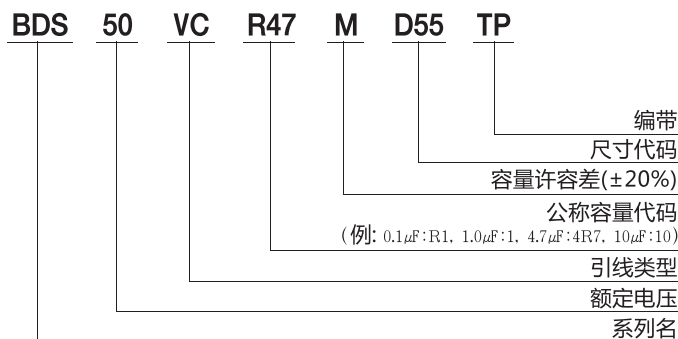 BDS 50 VC R47 M D55 TP
编带
尺寸代码
容量许容差(±20%)
公称容量代码
(例: 0.1μF:R1, 1.0μF:1, 4.7μF:4R7, 10μF:10)
引线类型
额定电压
系列名